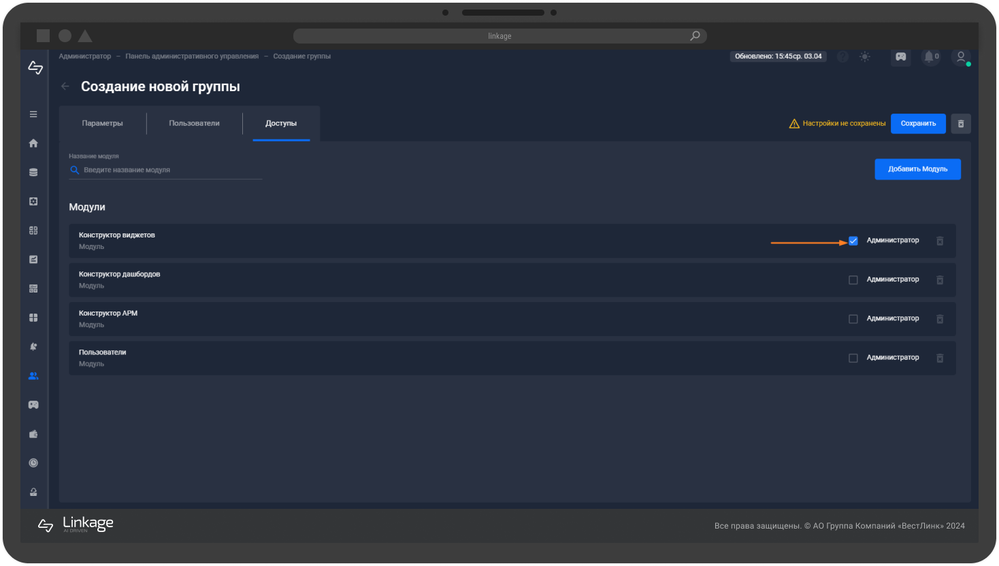 linkage
Администратор – Панель административного управления – Создание группы
Обновлено: 15:45ср. 03.04
0
Создание новой группы
Параметры
Пользователи
Доступы
Настройки не сохранены
Сохранить
Название модуля
Введите название модуля
Добавить Модуль
Модули
Конструктор виджетов
Модуль
Администратор
Конструктор дашбордов
Модуль
Администратор
Конструктор АРМ
Модуль
Администратор
Пользователи
Модуль
Администратор
Linkage
AI DRIVEN
Все права защищены. © АО Группа Компаний «ВестЛинк» 2024